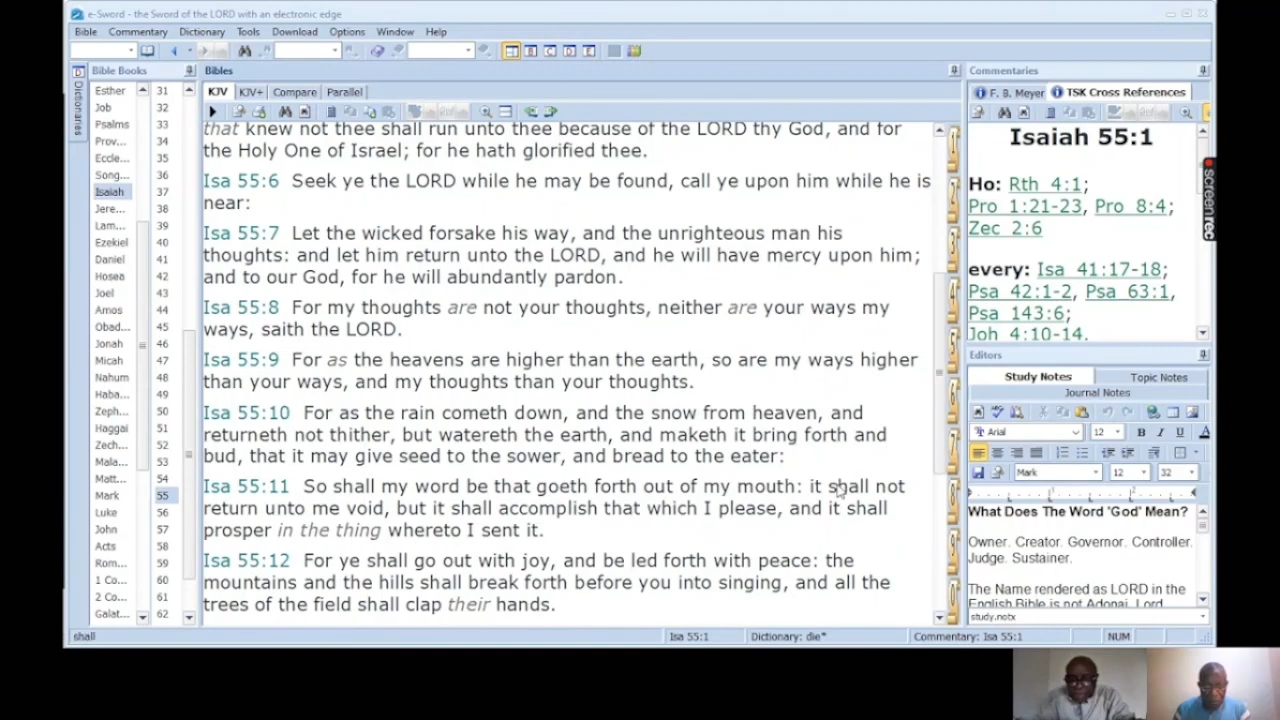 e-Sword - the Sword of the LORD with an electronic edge
Bible Commentary Dictionary Tools Download Options Window Help
Bible Books
Bibles
Commentaries
Dictionaries
KJV KJV+ Compare Parallel
F. B. Meyer TSK Cross References
Esther 31
Job 32
Psalms 33
Prov... 34
Eccle... 35
Song... 36
Isaiah 37
Jere... 38
Lam... 39
Ezekiel 40
Daniel 41
Hosea 42
Joel 43
Amos 44
Obad... 45
Jonah 46
Micah 47
Nahum 48
Haba... 49
Zeph... 50
Haggai 51
Zech... 52
Mala... 53
Matt... 54
Mark 55
Luke 56
John 57
Acts 58
Rom... 59
1 Co... 60
2 Co... 61
Galat... 62
that knew not thee shall run unto thee because of the LORD thy God, and for
the Holy One of Israel; for he hath glorified thee.
Isa 55:6 Seek ye the LORD while he may be found, call ye upon him while he is
near:
Isa 55:7 Let the wicked forsake his way, and the unrighteous man his
thoughts: and let him return unto the LORD, and he will have mercy upon him;
and to our God, for he will abundantly pardon.
Isa 55:8 For my thoughts are not your thoughts, neither are your ways my
ways, saith the LORD.
Isa 55:9 For as the heavens are higher than the earth, so are my ways higher
than your ways, and my thoughts than your thoughts.
Isa 55:10 For as the rain cometh down, and the snow from heaven, and
returneth not thither, but watereth the earth, and maketh it bring forth and
bud, that it may give seed to the sower, and bread to the eater:
Isa 55:11 So shall my word be that goeth forth out of my mouth: it shall not
return unto me void, but it shall accomplish that which I please, and it shall
prosper in the thing whereto I sent it.
Isa 55:12 For ye shall go out with joy, and be led forth with peace: the
mountains and the hills shall break forth before you into singing, and all the
trees of the field shall clap their hands.
Isaiah 55:1
Ho: Rth 4:1;
Pro 1:21-23, Pro 8:4;
Zec 2:6
every: Isa 41:17-18;
Psa 42:1-2, Psa 63:1,
Psa 143:6;
Joh 4:10-14,
Editors
Study Notes Topic Notes
Journal Notes
Arial 12 B I U A
Mark 12 32
What Does The Word 'God' Mean?
Owner. Creator. Governor. Controller.
Judge. Sustainer.
The Name rendered as LORD in the
English Bible is not Adonai, Lord
study.notx
shall Isa 55:1 Dictionary: die* Commentary: Isa 55:1 NUM
screenrec